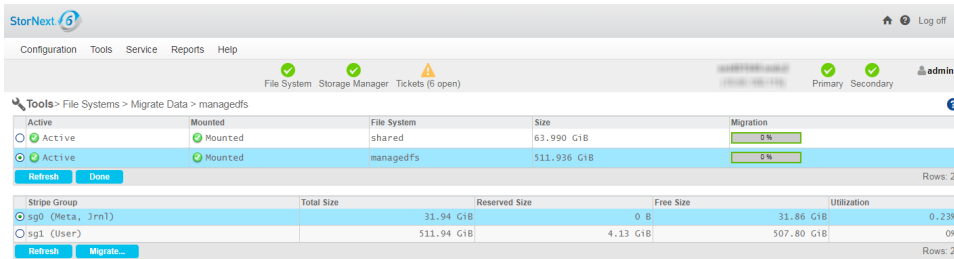 StorNext 6
Log off
Configuration Tools Service Reports Help
File System Storage Manager Tickets (6 open) Primary Secondary admin
Tools> File Systems > Migrate Data > managedfs
Active Mounted File System Size Migration
Active Mounted shared 63.990 GiB 0 %
Active Mounted managedfs 511.936 GiB 0 %
Refresh Done Rows: 2
Stripe Group Total Size Reserved Size Free Size Utilization
sg0 (Meta, Jrnl) 31.94 GiB 0 B 31.86 GiB 0.23%
sg1 (User) 511.94 GiB 4.13 GiB 507.80 GiB 0%
Refresh Migrate... Rows: 2